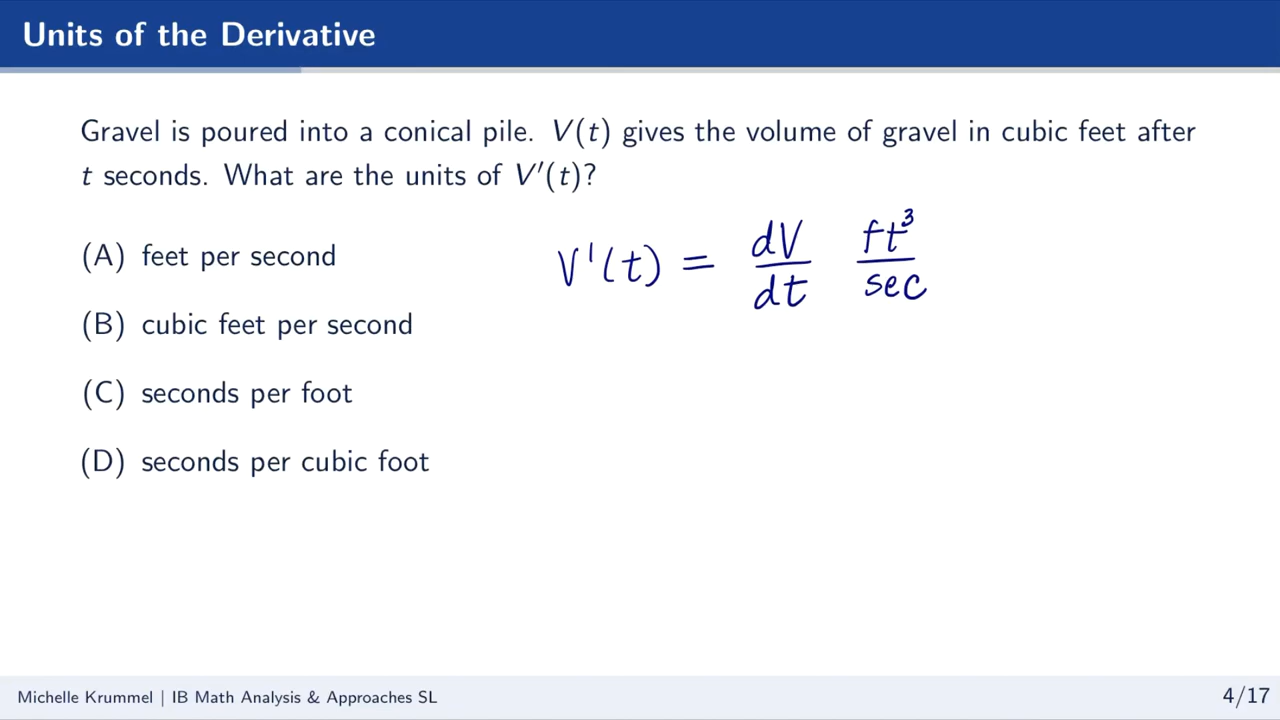 Units of the Derivative
Gravel is poured into a conical pile. V(t) gives the volume of gravel in cubic feet after
t seconds. What are the units of V′(t)?
(A) feet per second
V'(t) = dV/dt ft³/sec
(B) cubic feet per second
(C) seconds per foot
(D) seconds per cubic foot
Michelle Krummel | IB Math Analysis & Approaches SL
4/17